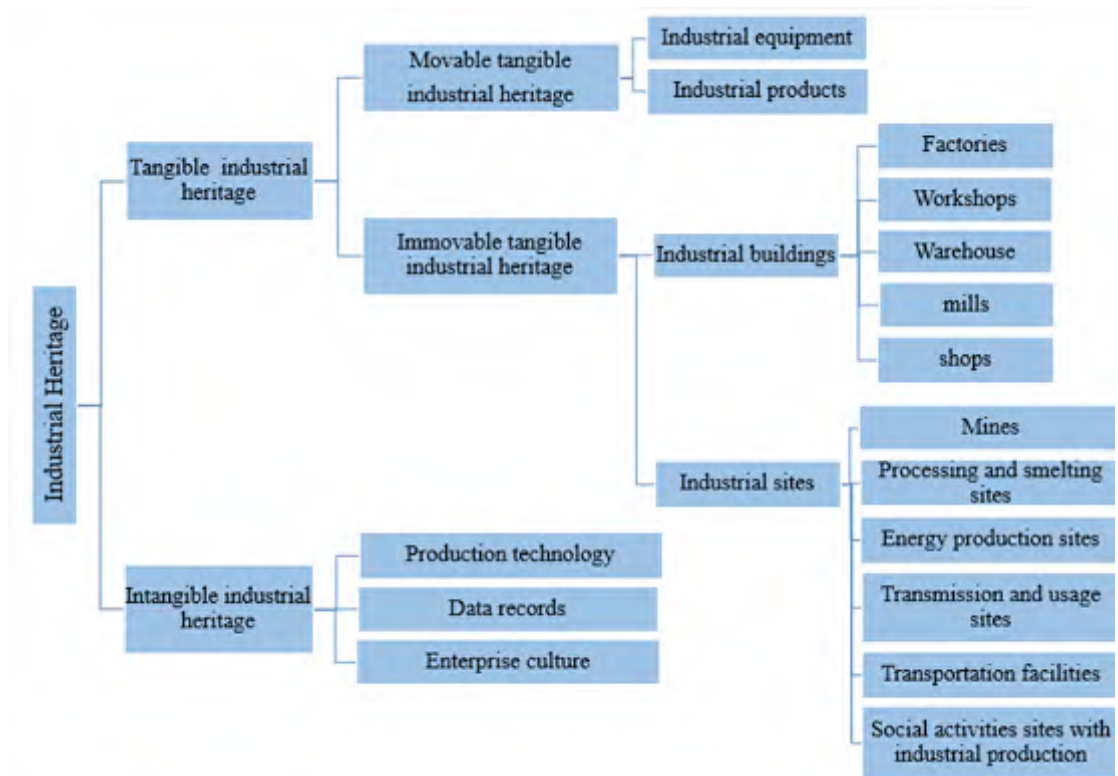 Industrial Heritage
Tangible industrial
heritage
Movable tangible
industrial heritage
Industrial equipment
Industrial products
Immovable tangible
industrial heritage
Industrial buildings
Factories
Workshops
Warehouse
mills
shops
Industrial sites
Mines
Processing and smelting
sites
Energy production sites
Transmission and usage
sites
Transportation facilities
Social activities sites with
industrial production
Intangible industrial
heritage
Production technology
Data records
Enterprise culture